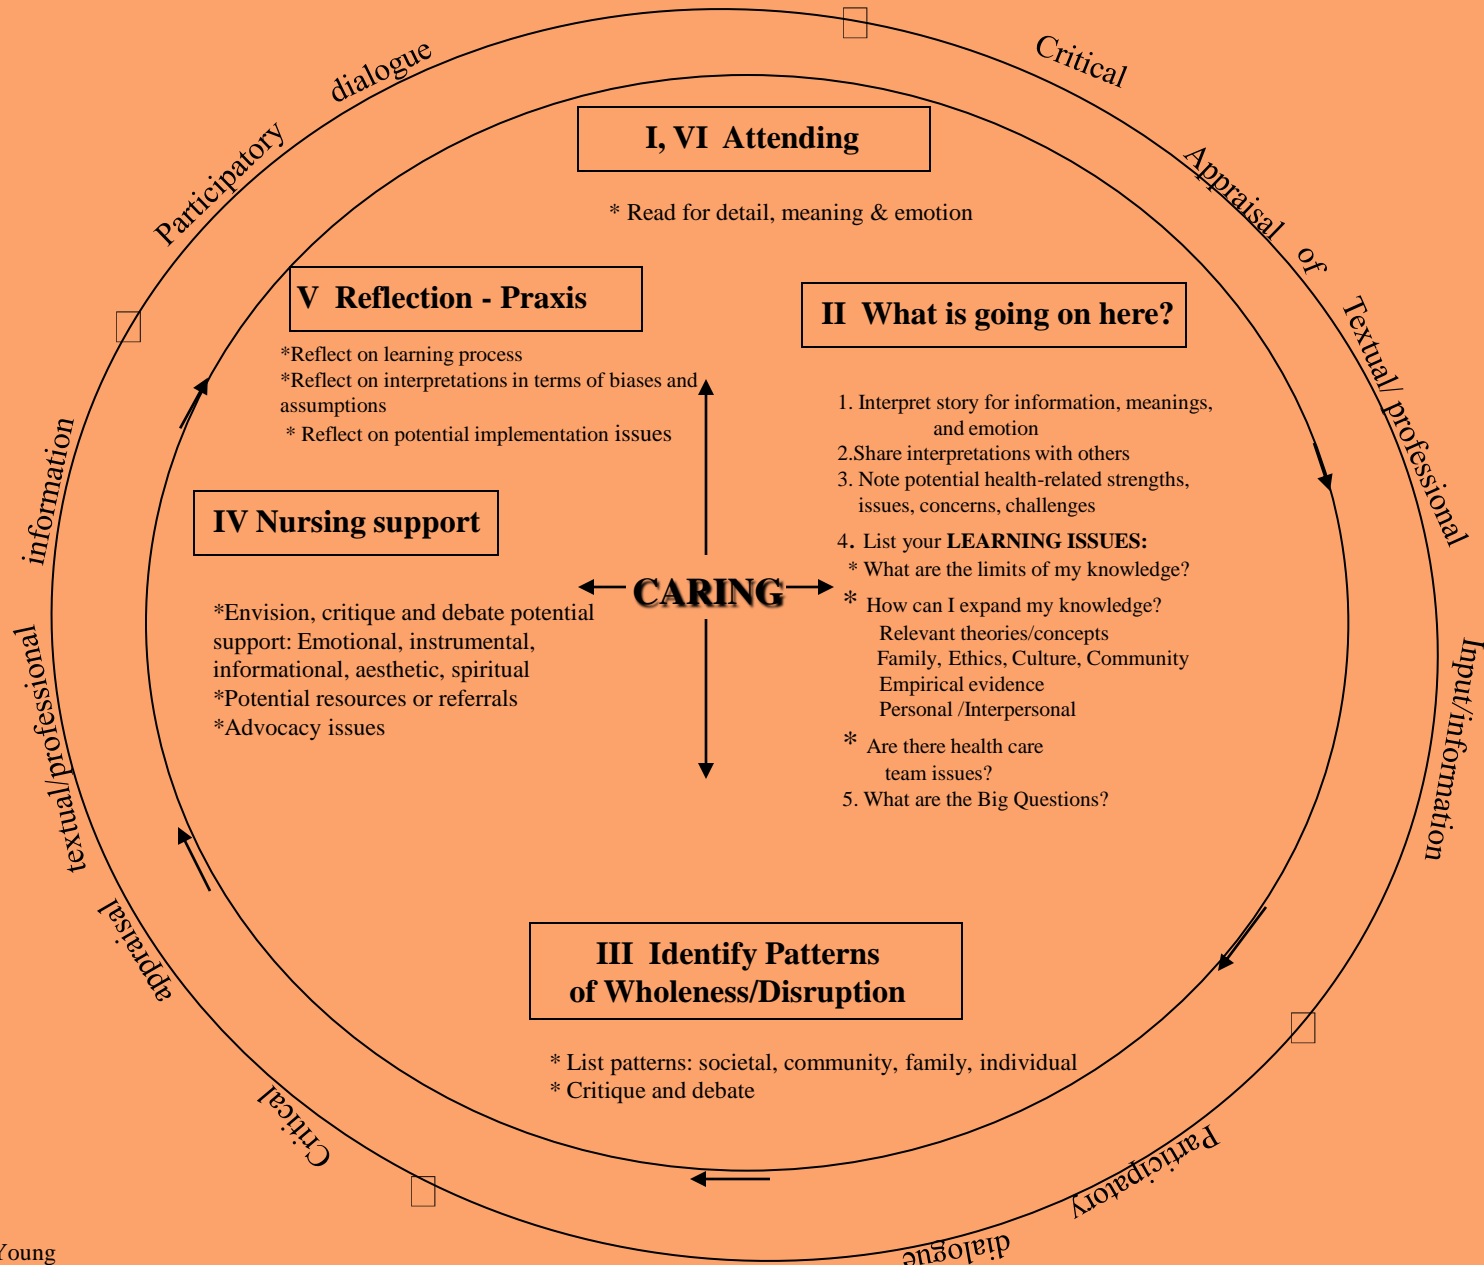 Participatory dialogue
Critical Appraisal of Textual/ professional Input/information
Participatory dialogue
Critical appraisal textual/professional information
I, VI Attending
* Read for detail, meaning & emotion
II What is going on here?
1. Interpret story for information, meanings,
and emotion
2.Share interpretations with others
3. Note potential health-related strengths,
issues, concerns, challenges
4. List your LEARNING ISSUES:
* What are the limits of my knowledge?
* How can I expand my knowledge?
Relevant theories/concepts
Family, Ethics, Culture, Community
Empirical evidence
Personal /Interpersonal
* Are there health care
team issues?
5. What are the Big Questions?
III Identify Patterns
of Wholeness/Disruption
* List patterns: societal, community, family, individual
* Critique and debate
IV Nursing support
*Envision, critique and debate potential
support: Emotional, instrumental,
informational, aesthetic, spiritual
*Potential resources or referrals
*Advocacy issues
V Reflection - Praxis
*Reflect on learning process
*Reflect on interpretations in terms of biases and
assumptions
* Reflect on potential implementation issues
CARING
Young